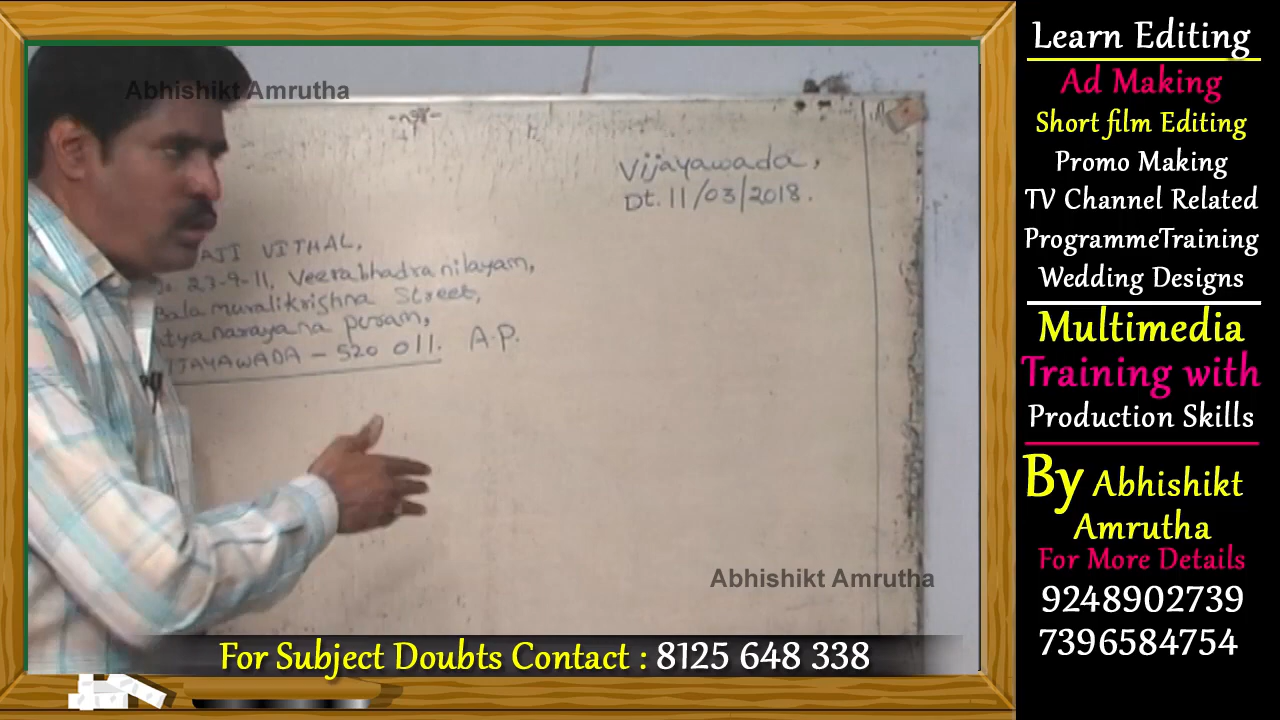 Abhishikt Amrutha
Vijayawada,
Dt. 11/03/2018.
VITHAL,
23-9-11, Veerabhadra nilayam,
Bala muralikrishna Street,
puram,
- 520 011. A.P.
Abhishikt Amrutha
For Subject Doubts Contact : 8125 648 338
Learn Editing
Ad Making
Short film Editing
Promo Making
TV Channel Related
ProgrammeTraining
Wedding Designs
Multimedia
Training with
Production Skills
By Abhishikt
Amrutha
For More Details
9248902739
7396584754